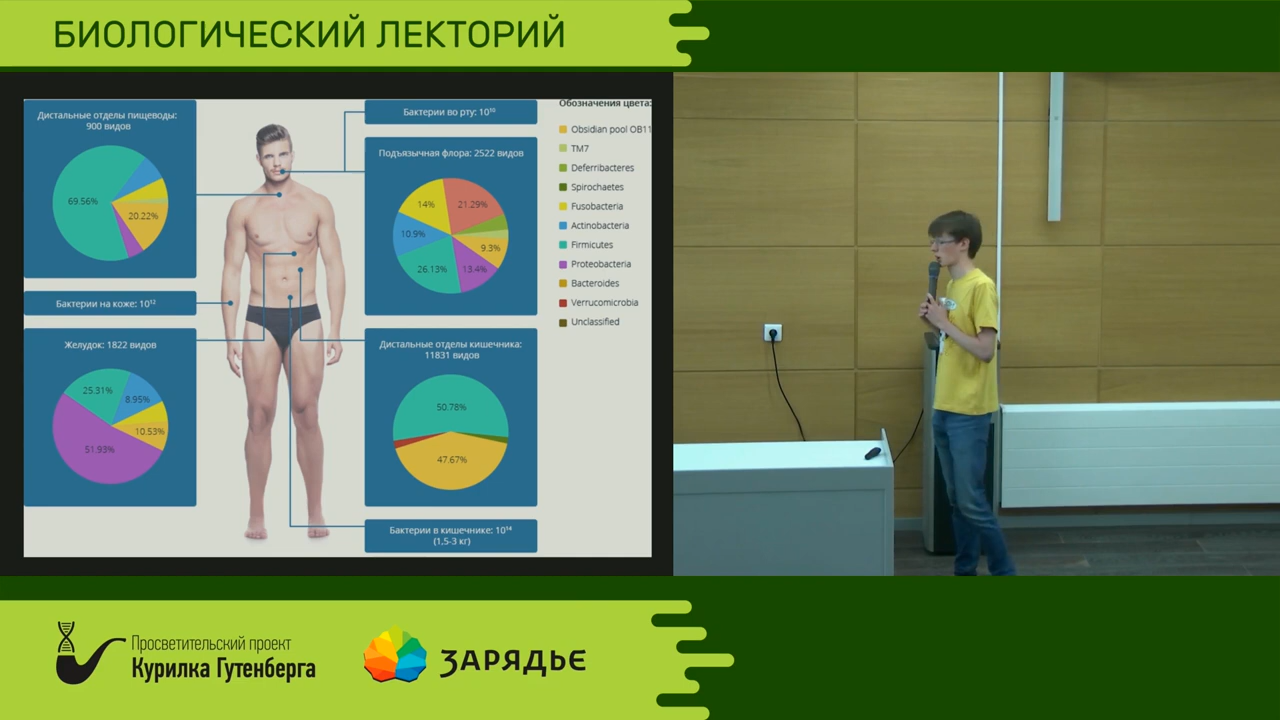 БИОЛОГИЧЕСКИЙ ЛЕКТОРИЙ
Дистальные отделы пищеводы:
900 видов
69.56%
20.22%
Бактерии на коже: 10¹²
Желудок: 1822 видов
25.31%
8.95%
10.53%
51.93%
Бактерии во рту: 10¹⁰
Подъязычная флора: 2522 видов
14%
21.29%
10.9%
9.3%
26.13%
13.4%
Дистальные отделы кишечника:
11831 видов
50.78%
47.67%
Бактерии в кишечнике: 10¹⁴
(1,5-3 кг)
Обозначения цвета:
Obsidian pool OB11
TM7
Deferribacteres
Spirochaetes
Fusobacteria
Actinobacteria
Firmicutes
Proteobacteria
Bacteroides
Verrucomicrobia
Unclassified
Просветительский проект
Курилка Гутенберга
ЗАРЯДЬЕ